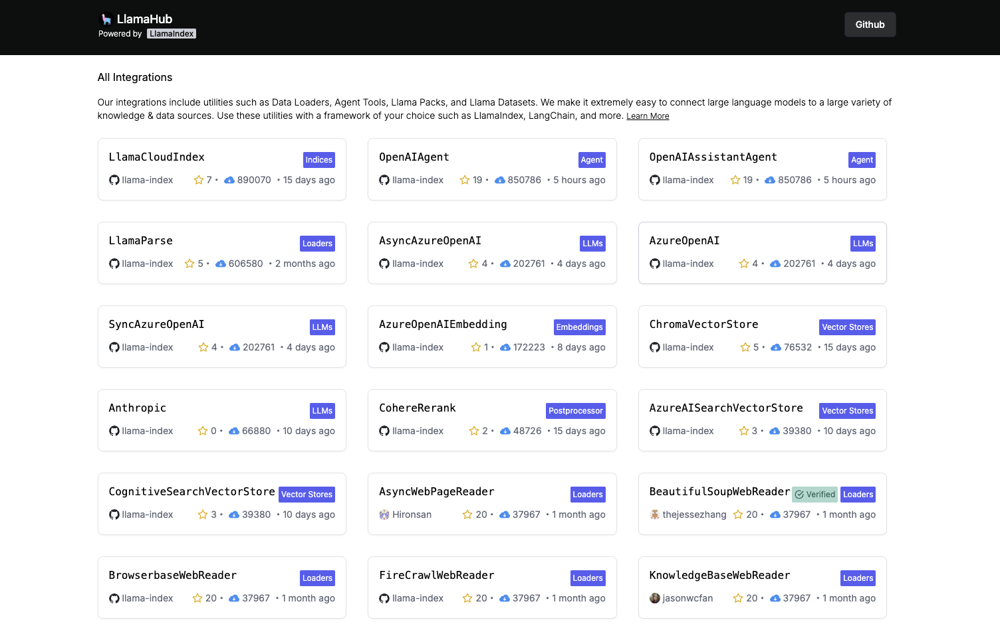 LlamaHub
Powered by LlamaIndex
Github
All Integrations
Our integrations include utilities such as Data Loaders, Agent Tools, Llama Packs, and Llama Datasets. We make it extremely easy to connect large language models to a large variety of
knowledge & data sources. Use these utilities with a framework of your choice such as LlamaIndex, LangChain, and more. Learn More
LlamaCloudIndex Indices
llama-index 7 • 890070 • 15 days ago
OpenAIAgent Agent
llama-index 19 • 850786 • 5 hours ago
OpenAIAssistantAgent Agent
llama-index 19 • 850786 • 5 hours ago
LlamaParse Loaders
llama-index 5 • 606580 • 2 months ago
AsyncAzureOpenAI LLMs
llama-index 4 • 202761 • 4 days ago
AzureOpenAI LLMs
llama-index 4 • 202761 • 4 days ago
SyncAzureOpenAI LLMs
llama-index 4 • 202761 • 4 days ago
AzureOpenAIEmbedding Embeddings
llama-index 1 • 172223 • 8 days ago
ChromaVectorStore Vector Stores
llama-index 5 • 76532 • 15 days ago
Anthropic LLMs
llama-index 0 • 66880 • 10 days ago
CohereRerank Postprocessor
llama-index 2 • 48726 • 15 days ago
AzureAISearchVectorStore Vector Stores
llama-index 3 • 39380 • 10 days ago
CognitiveSearchVectorStore Vector Stores
llama-index 3 • 39380 • 10 days ago
AsyncWebPageReader Loaders
Hironsan 20 • 37967 • 1 month ago
BeautifulSoupWebReader Verified Loaders
thejessezhang 20 • 37967 • 1 month ago
BrowserbaseWebReader Loaders
llama-index 20 • 37967 • 1 month ago
FireCrawlWebReader Loaders
llama-index 20 • 37967 • 1 month ago
KnowledgeBaseWebReader Loaders
jasonwcfan 20 • 37967 • 1 month ago